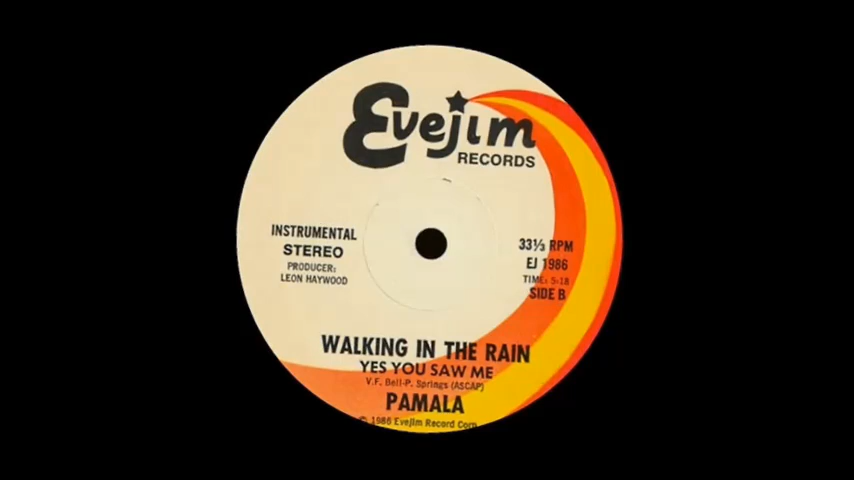 Evejim
RECORDS
INSTRUMENTAL
STEREO
PRODUCER:
LEON HAYWOOD
33⅓ RPM
EJ 1986
TIME: 5:18
SIDE B
WALKING IN THE RAIN
YES YOU SAW ME
V.F. Bell-P. Springs (ASCAP)
PAMALA
© 1986 Evejim Record Corp.